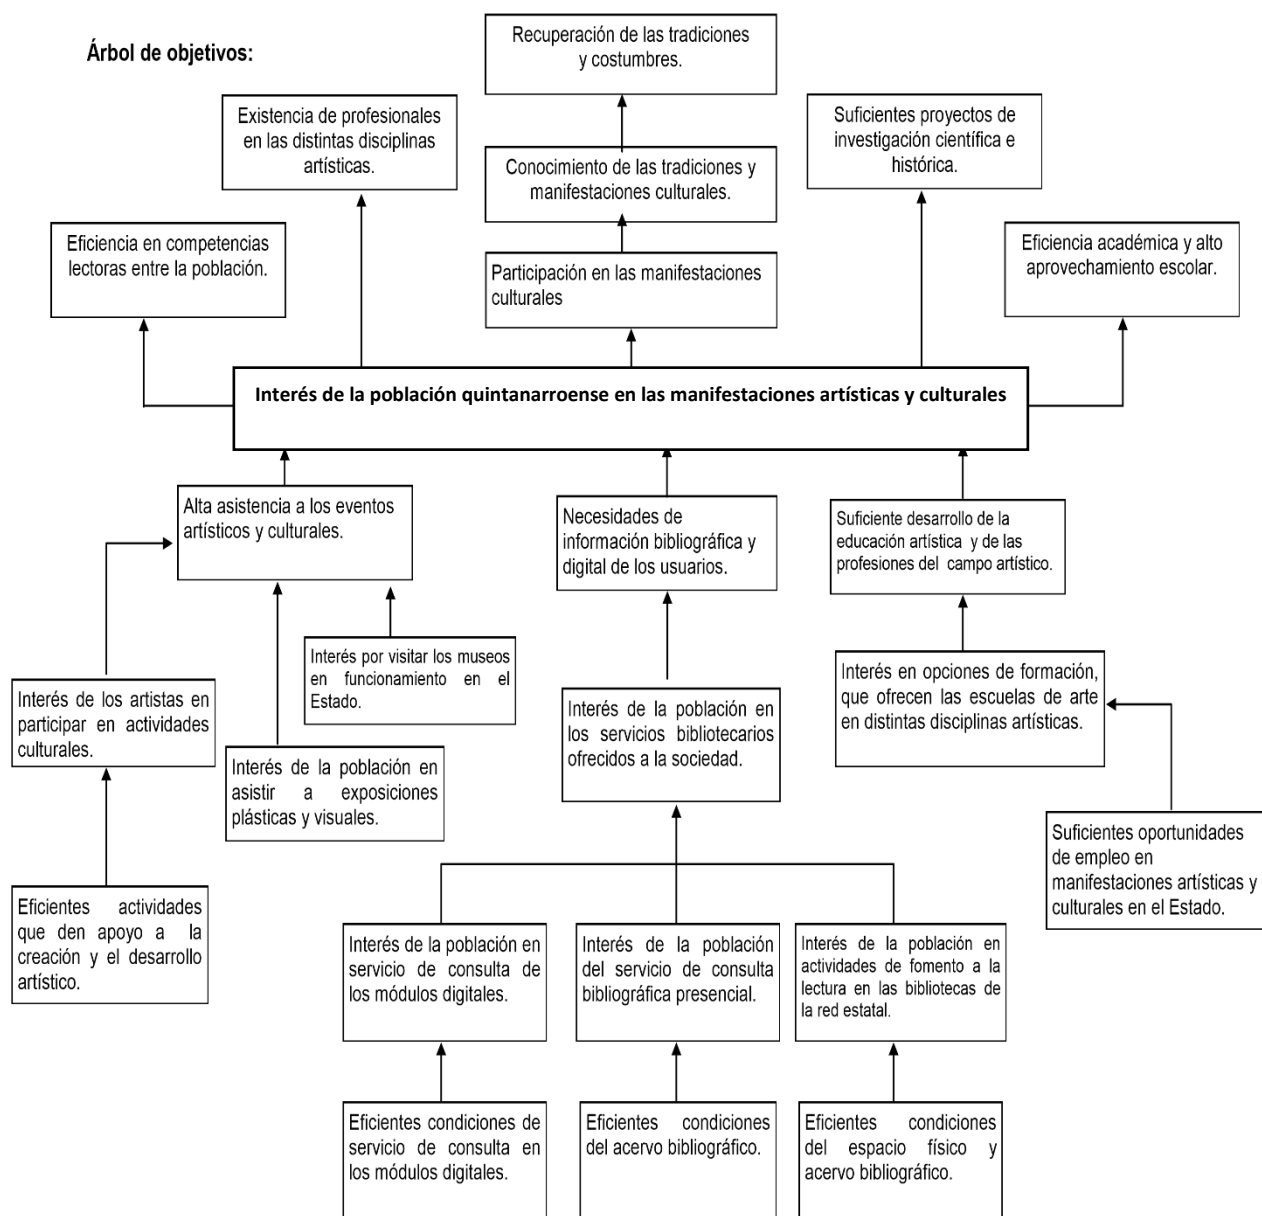 Árbol de objetivos:
Recuperación de las tradiciones
y costumbres.
Existencia de profesionales
en las distintas disciplinas
artísticas.
Suficientes proyectos de
investigación científica e
histórica.
Conocimiento de las tradiciones y
manifestaciones culturales.
Eficiencia en competencias
lectoras entre la población.
Participación en las manifestaciones
culturales
Eficiencia académica y alto
aprovechamiento escolar.
Interés de la población quintanarroense en las manifestaciones artísticas y culturales
Alta asistencia a los eventos
artísticos y culturales.
Necesidades de
información bibliográfica y
digital de los usuarios.
Suficiente desarrollo de la
educación artística y de las
profesiones del campo artístico.
Interés por visitar los museos
en funcionamiento en el
Estado.
Interés de los artistas en
participar en actividades
culturales.
Interés de la población en
los servicios bibliotecarios
ofrecidos a la sociedad.
Interés en opciones de formación,
que ofrecen las escuelas de arte
en distintas disciplinas artísticas.
Interés de la población en
asistir a exposiciones
plásticas y visuales.
Suficientes oportunidades
de empleo en
manifestaciones artísticas y
culturales en el Estado.
Eficientes actividades
que den apoyo a la
creación y el desarrollo
artístico.
Interés de la población en
servicio de consulta de
los módulos digitales.
Interés de la población
del servicio de consulta
bibliográfica presencial.
Interés de la población en
actividades de fomento a la
lectura en las bibliotecas de
la red estatal.
Eficientes condiciones de
servicio de consulta en
los módulos digitales.
Eficientes condiciones
del acervo bibliográfico.
Eficientes condiciones
del espacio físico y
acervo bibliográfico.